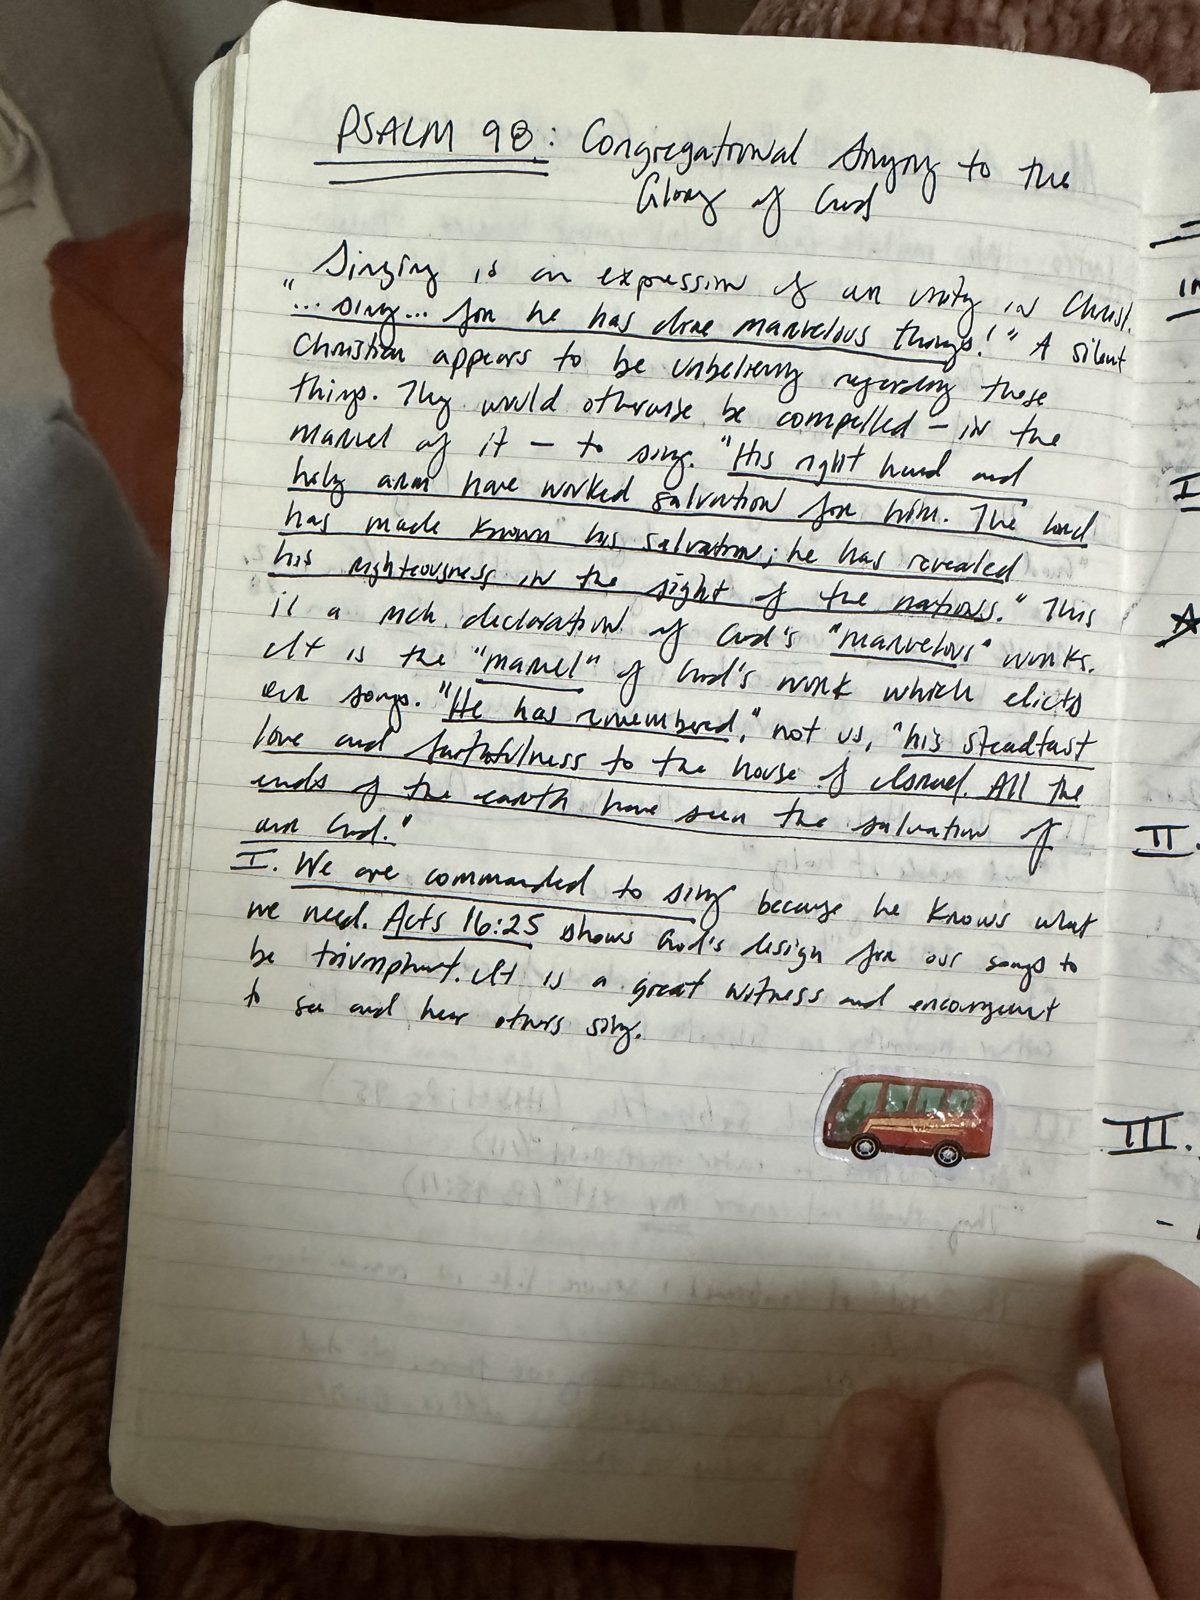 PSALM 98: Congregational Singing to the
Glory of God
Singing is an expression of our unity in Christ.
"... sing... for he has done marvelous things!" A silent
Christian appears to be unbelieving regarding these
things. They would otherwise be compelled — in the
marvel of it — to sing. "His right hand and
holy arm have worked salvation for him. The Lord
has made known his salvation; he has revealed
his righteousness in the sight of the nations." This
is a rich declaration of God's "marvelous" works.
It is the "marvel" of God's work which elicts
our songs. "He has remembered," not us, "his steadfast
love and faithfulness to the house of Israel. All the
ends of the earth have seen the salvation of
our God."
I. We are commanded to sing because he knows what
we need. Acts 16:25 shows God's design for our songs to
be triumphant. It is a great witness and encouragement
to see and hear others sing.
II.
III.